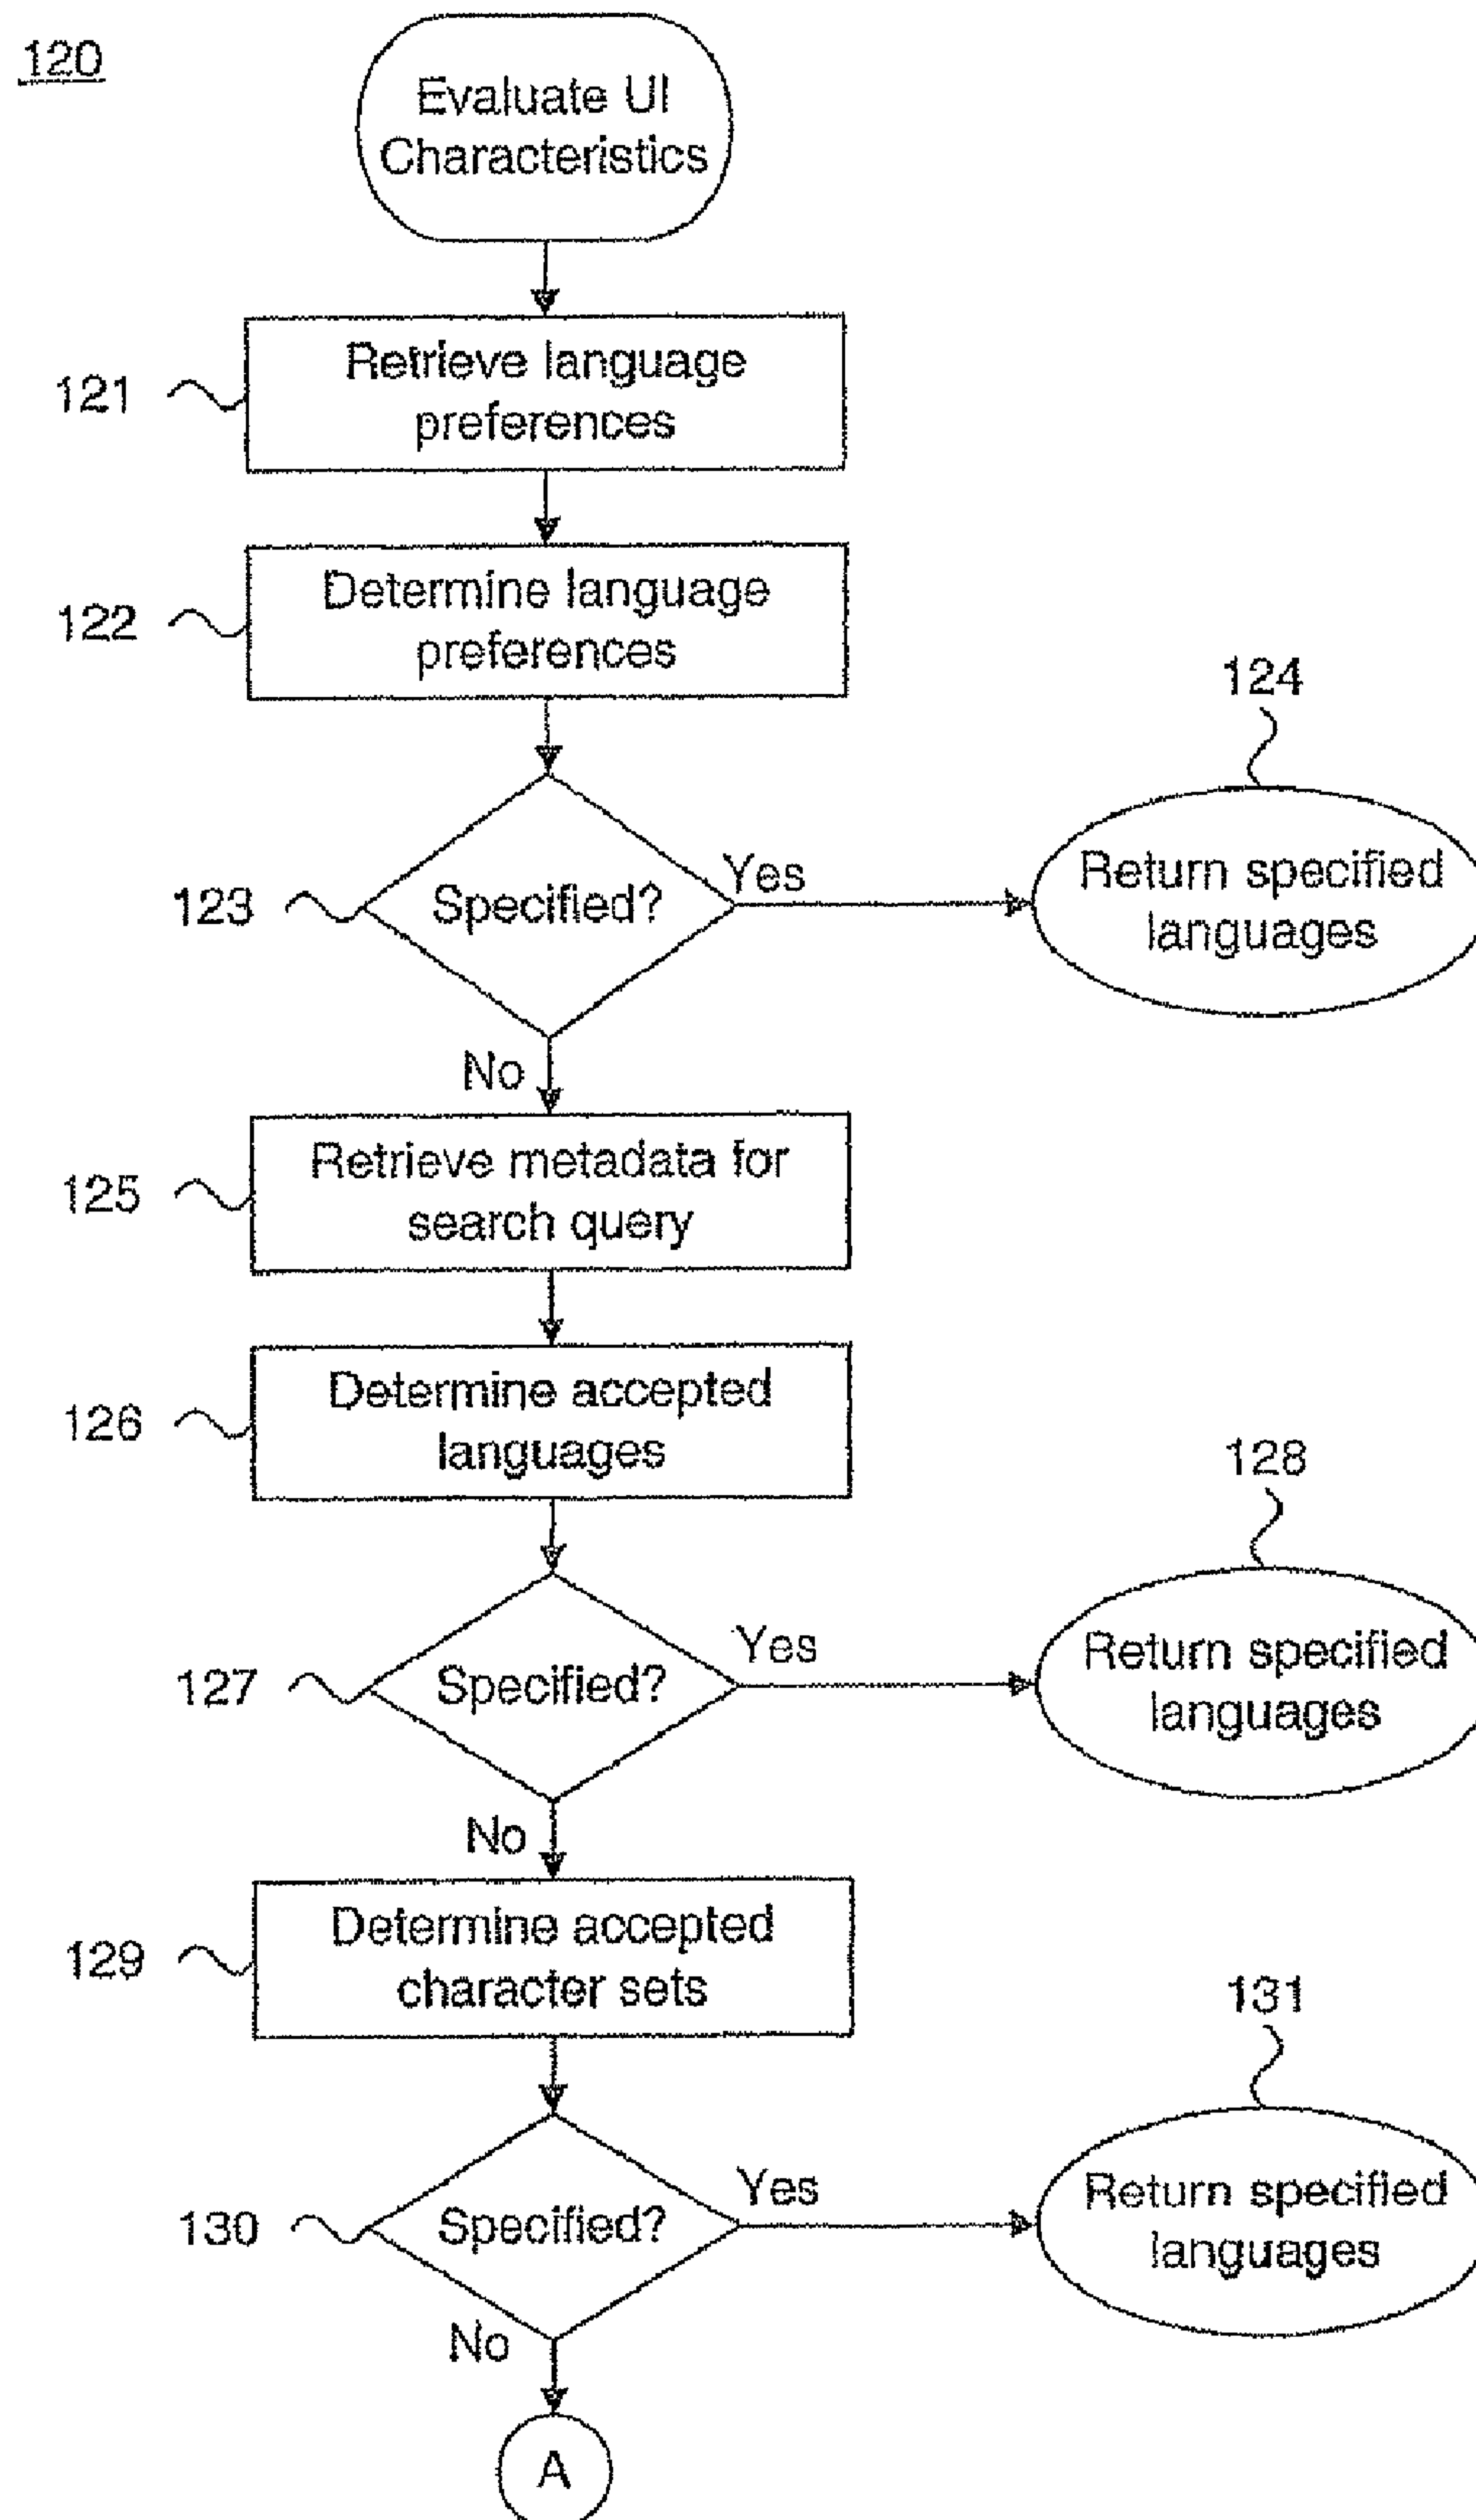 120
Evaluate UI
Characteristics
121
Retrieve language
preferences
122
Determine language
preferences
123
Specified?
Yes
124
Return specified
languages
No
125
Retrieve metadata for
search query
126
Determine accepted
languages
127
Specified?
Yes
128
Return specified
languages
No
129
Determine accepted
character sets
130
Specified?
Yes
131
Return specified
languages
No
A